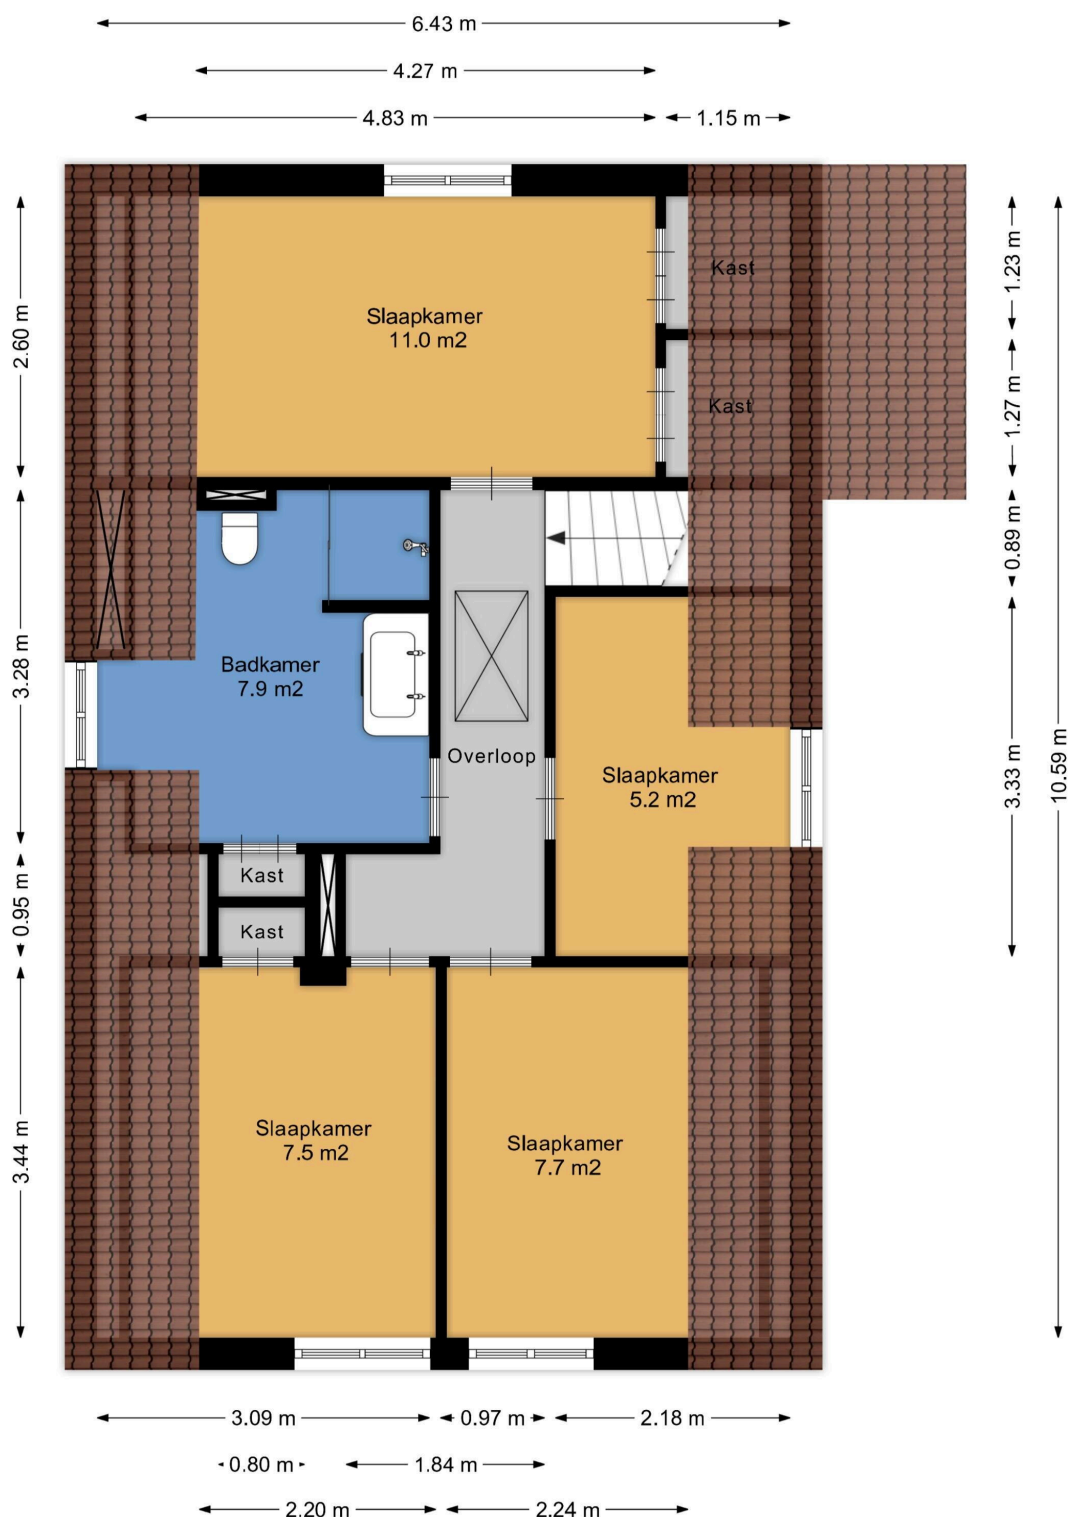 6.43 m
4.27 m
4.83 m
1.15 m
2.60 m
3.28 m
0.95 m
3.44 m
1.23 m
1.27 m
0.89 m
3.33 m
10.59 m
Slaapkamer
11.0 m2
Kast
Kast
Badkamer
7.9 m2
Overloop
Slaapkamer
5.2 m2
Kast
Kast
Slaapkamer
7.5 m2
Slaapkamer
7.7 m2
3.09 m
0.97 m
2.18 m
0.80 m
1.84 m
2.20 m
2.24 m